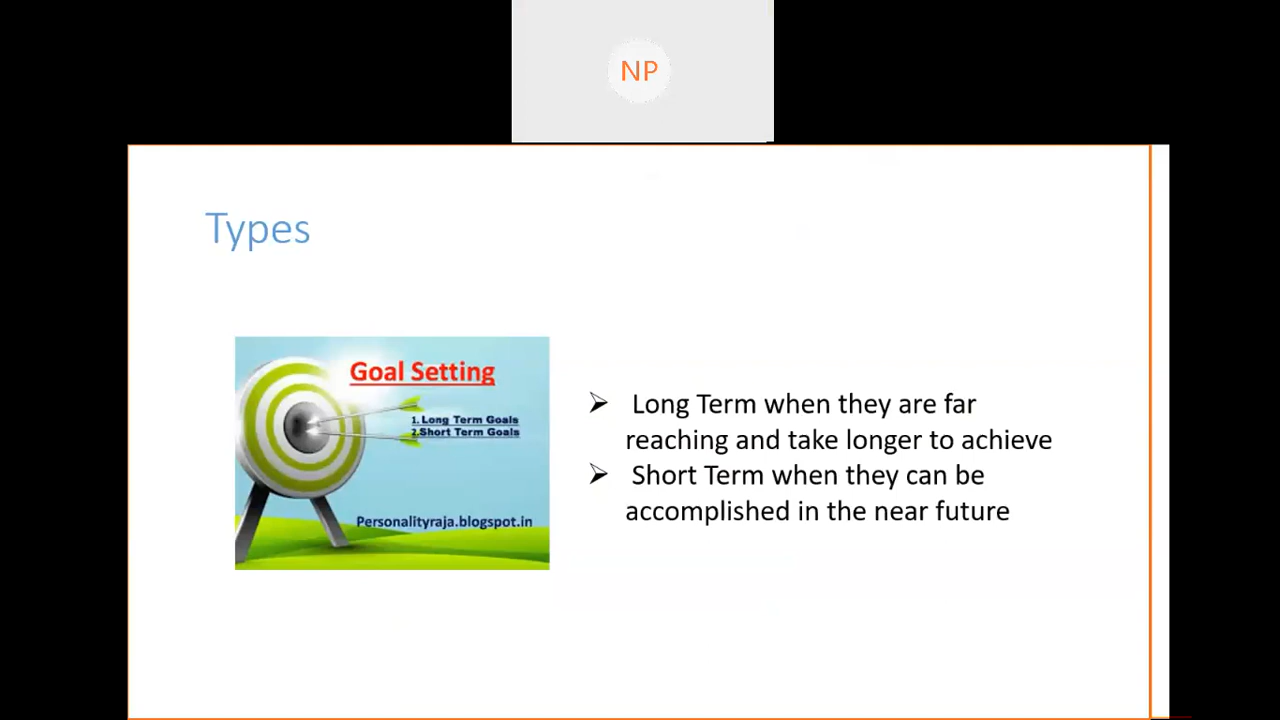 NP
Types
Goal Setting
1. Long Term Goals
2. Short Term Goals
Personalityraja.blogspot.in
➢ Long Term when they are far
reaching and take longer to achieve
➢ Short Term when they can be
accomplished in the near future